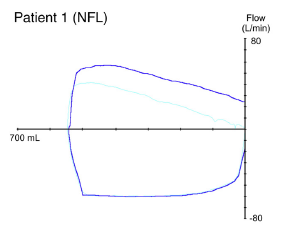 Patient 1 (NFL)
Flow
(L/min)
80
700 mL
-80